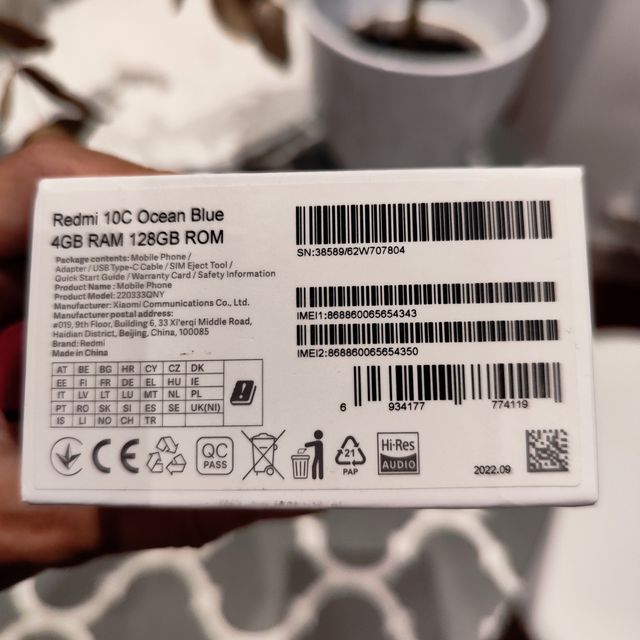 Redmi 10C Ocean Blue
4GB RAM 128GB ROM
Package contents: Mobile Phone /
Adapter / USB Type-C Cable / SIM Eject Tool /
Quick Start Guide / Warranty Card / Safety Information
Product Name: Mobile Phone
Product Model: 220333QNY
Manufacturer: Xiaomi Communications Co., Ltd.
Manufacturer postal address:
#019, 9th Floor, Building 6, 33 Xi'erqi Middle Road,
Haidian District, Beijing, China, 100085
Brand: Redmi
Made in China
AT BE BG HR CY CZ DK
EE FI FR DE EL HU IE
IT LV LT LU MT NL PL
PT RO SK SI ES SE UK(NI)
IS LI NO CH TR
SN:38589/62W707804
IMEI1:868860065654343
IMEI2:868860065654350
6 934177 774119
CE
QC
PASS
21
PAP
Hi-Res
AUDIO
2022.09